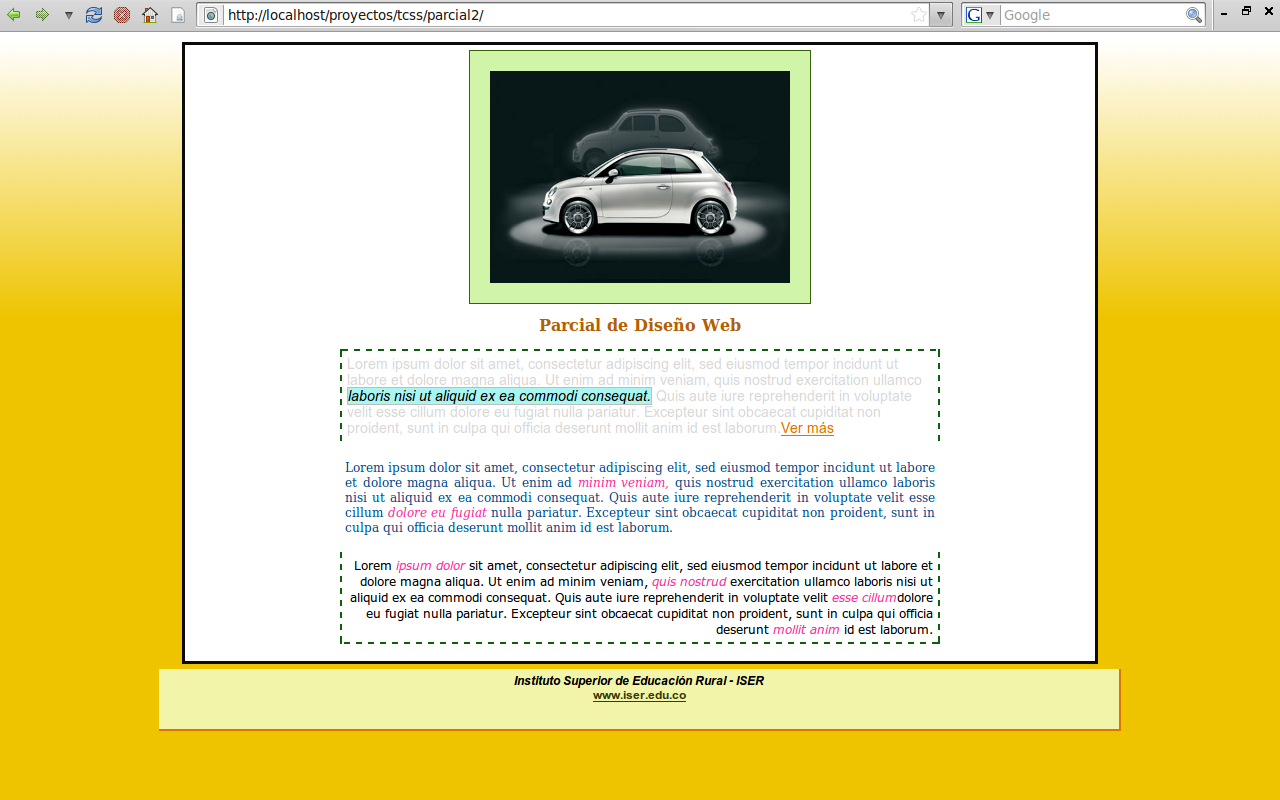 http://localhost/proyectos/tcss/parcial2/
Google
Parcial de Diseño Web
Lorem ipsum dolor sit amet, consectetur adipiscing elit, sed eiusmod tempor incidunt ut
labore et dolore magna aliqua. Ut enim ad minim veniam, quis nostrud exercitation ullamco
laboris nisi ut aliquid ex ea commodi consequat. Quis aute iure reprehenderit in voluptate
velit esse cillum dolore eu fugiat nulla pariatur. Excepteur sint obcaecat cupiditat non
proident, sunt in culpa qui officia deserunt mollit anim id est laborum.Ver más
Lorem ipsum dolor sit amet, consectetur adipiscing elit, sed eiusmod tempor incidunt ut labore
et dolore magna aliqua. Ut enim ad minim veniam, quis nostrud exercitation ullamco laboris
nisi ut aliquid ex ea commodi consequat. Quis aute iure reprehenderit in voluptate velit esse
cillum dolore eu fugiat nulla pariatur. Excepteur sint obcaecat cupiditat non proident, sunt in
culpa qui officia deserunt mollit anim id est laborum.
Lorem ipsum dolor sit amet, consectetur adipiscing elit, sed eiusmod tempor incidunt ut labore et
dolore magna aliqua. Ut enim ad minim veniam, quis nostrud exercitation ullamco laboris nisi ut
aliquid ex ea commodi consequat. Quis aute iure reprehenderit in voluptate velit esse cillumdolore
eu fugiat nulla pariatur. Excepteur sint obcaecat cupiditat non proident, sunt in culpa qui officia
deserunt mollit anim id est laborum.
Instituto Superior de Educación Rural - ISER
www.iser.edu.co